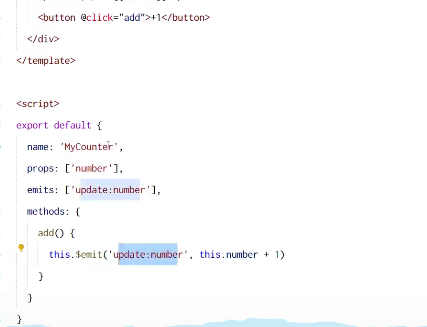 <button @click="add">+1</button>
</div>
</template>
<script>
export default {
name: 'MyCounter',
props: ['number'],
emits: ['update:number'],
methods: {
add() {
this.$emit('update:number', this.number + 1)
}
}
}